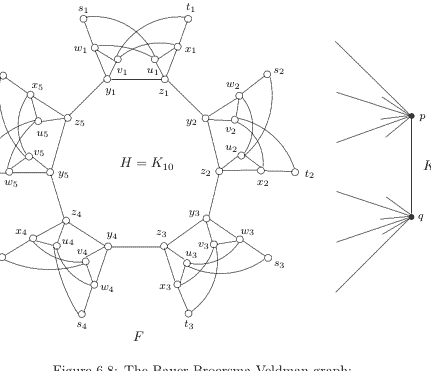 s1 t1
w1 x1
v1 u1
y1 z1
s2
w2
x5
y2 v2
z5
u5
u2
v5
H = K10
z2
y5
x2 t2
w5
p
K
q
z4
y3
x4 u4 y4 z3 v3 w3
v4 u3
s3
w4 x3
s4 t3
F
Figure 6.8: The Bauer-Broersma-Veldman graph